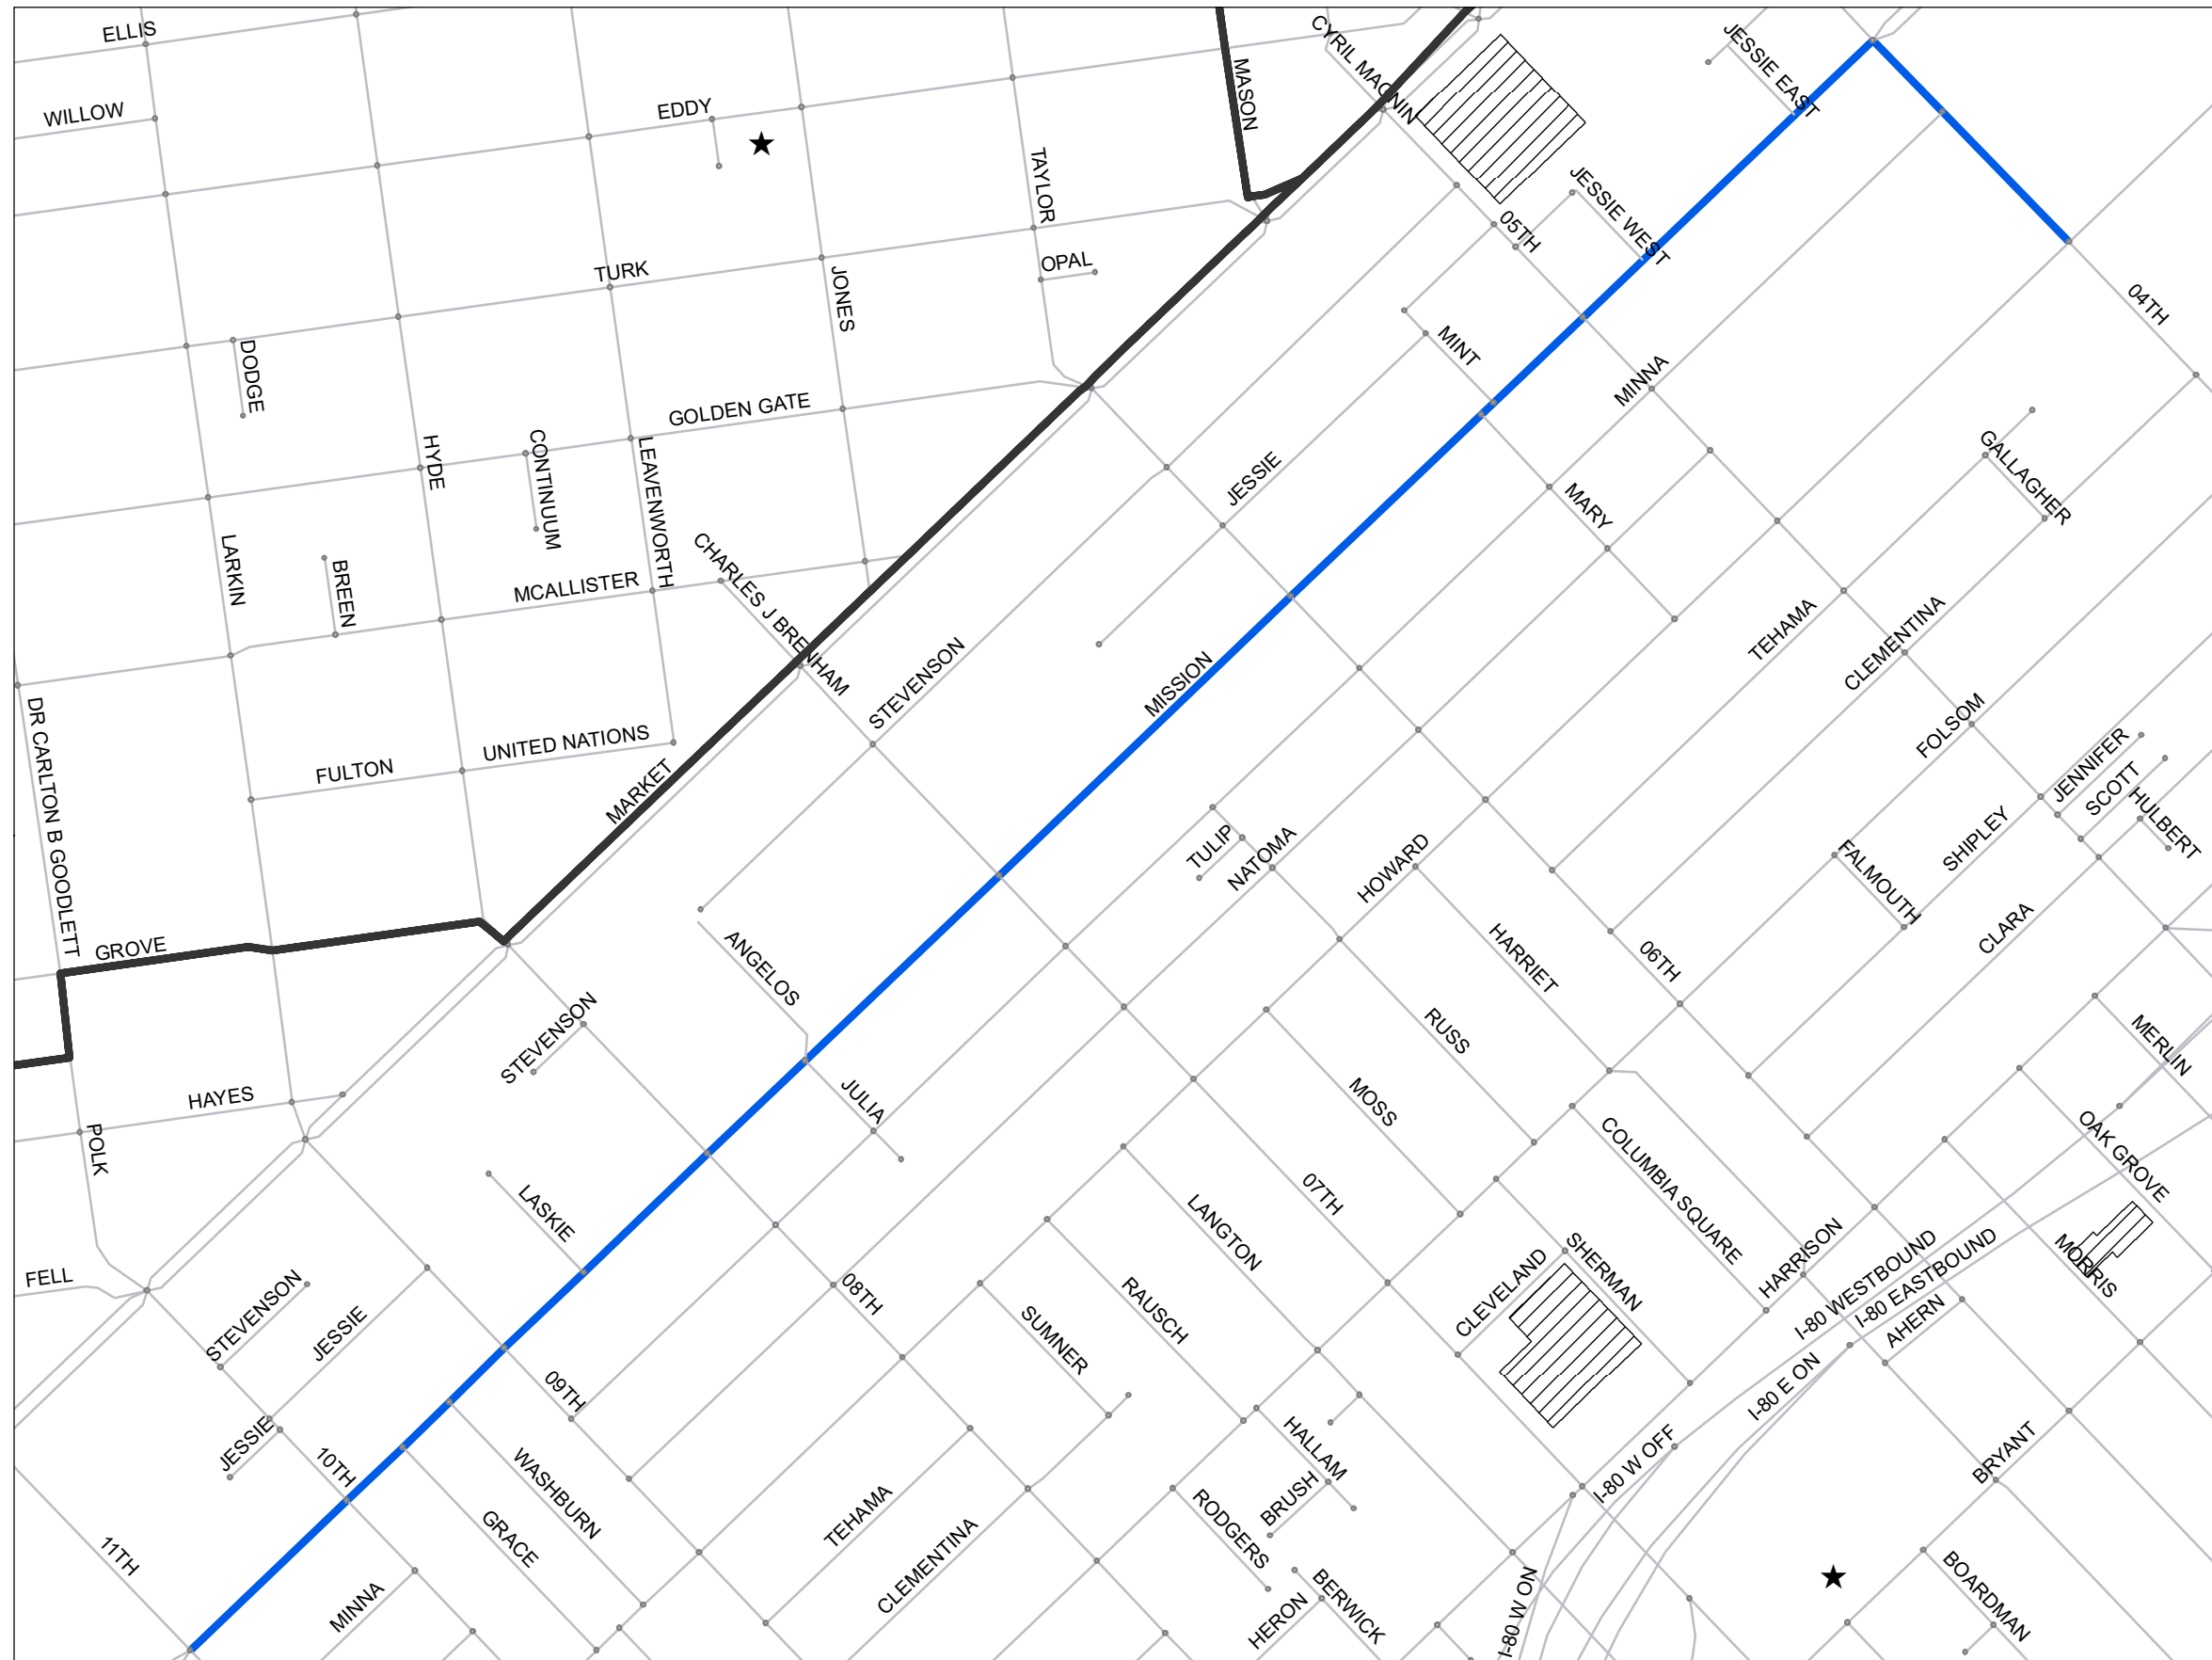 ELLIS
CYRIL MAGNIN
JESSIE EAST
WILLOW
EDDY
MASON
TAYLOR
JESSIE WEST
05TH
OPAL
TURK
JONES
04TH
DODGE
MINT
MINNA
GOLDEN GATE
HYDE
CONTINUUM
LEAVENWORTH
JESSIE
MARY
GALLAGHER
LARKIN
BREEN
MCALLISTER
CHARLES J BRENHAM
STEVENSON
MISSION
TEHAMA
CLEMENTINA
DR CARLTON B GOODLETT
FULTON
UNITED NATIONS
MARKET
FOLSOM
JENNIFER
SCOTT
HULBERT
TULIP
NATOMA
HOWARD
FALMOUTH
SHIPLEY
CLARA
GROVE
ANGELOS
HARRIET
06TH
STEVENSON
RUSS
MERLIN
HAYES
JULIA
MOSS
POLK
COLUMBIA SQUARE
OAK GROVE
LASKIE
LANGTON
07TH
SHERMAN
HARRISON
I-80 WESTBOUND
I-80 EASTBOUND
MORRIS
FELL
STEVENSON
JESSIE
08TH
SUMNER
RAUSCH
CLEVELAND
AHERN
09TH
I-80 E ON
JESSIE
10TH
WASHBURN
HALLAM
I-80 W OFF
BRYANT
11TH
GRACE
TEHAMA
CLEMENTINA
RODGERS
BRUSH
MINNA
HERON
BERWICK
I-80 W ON
BOARDMAN